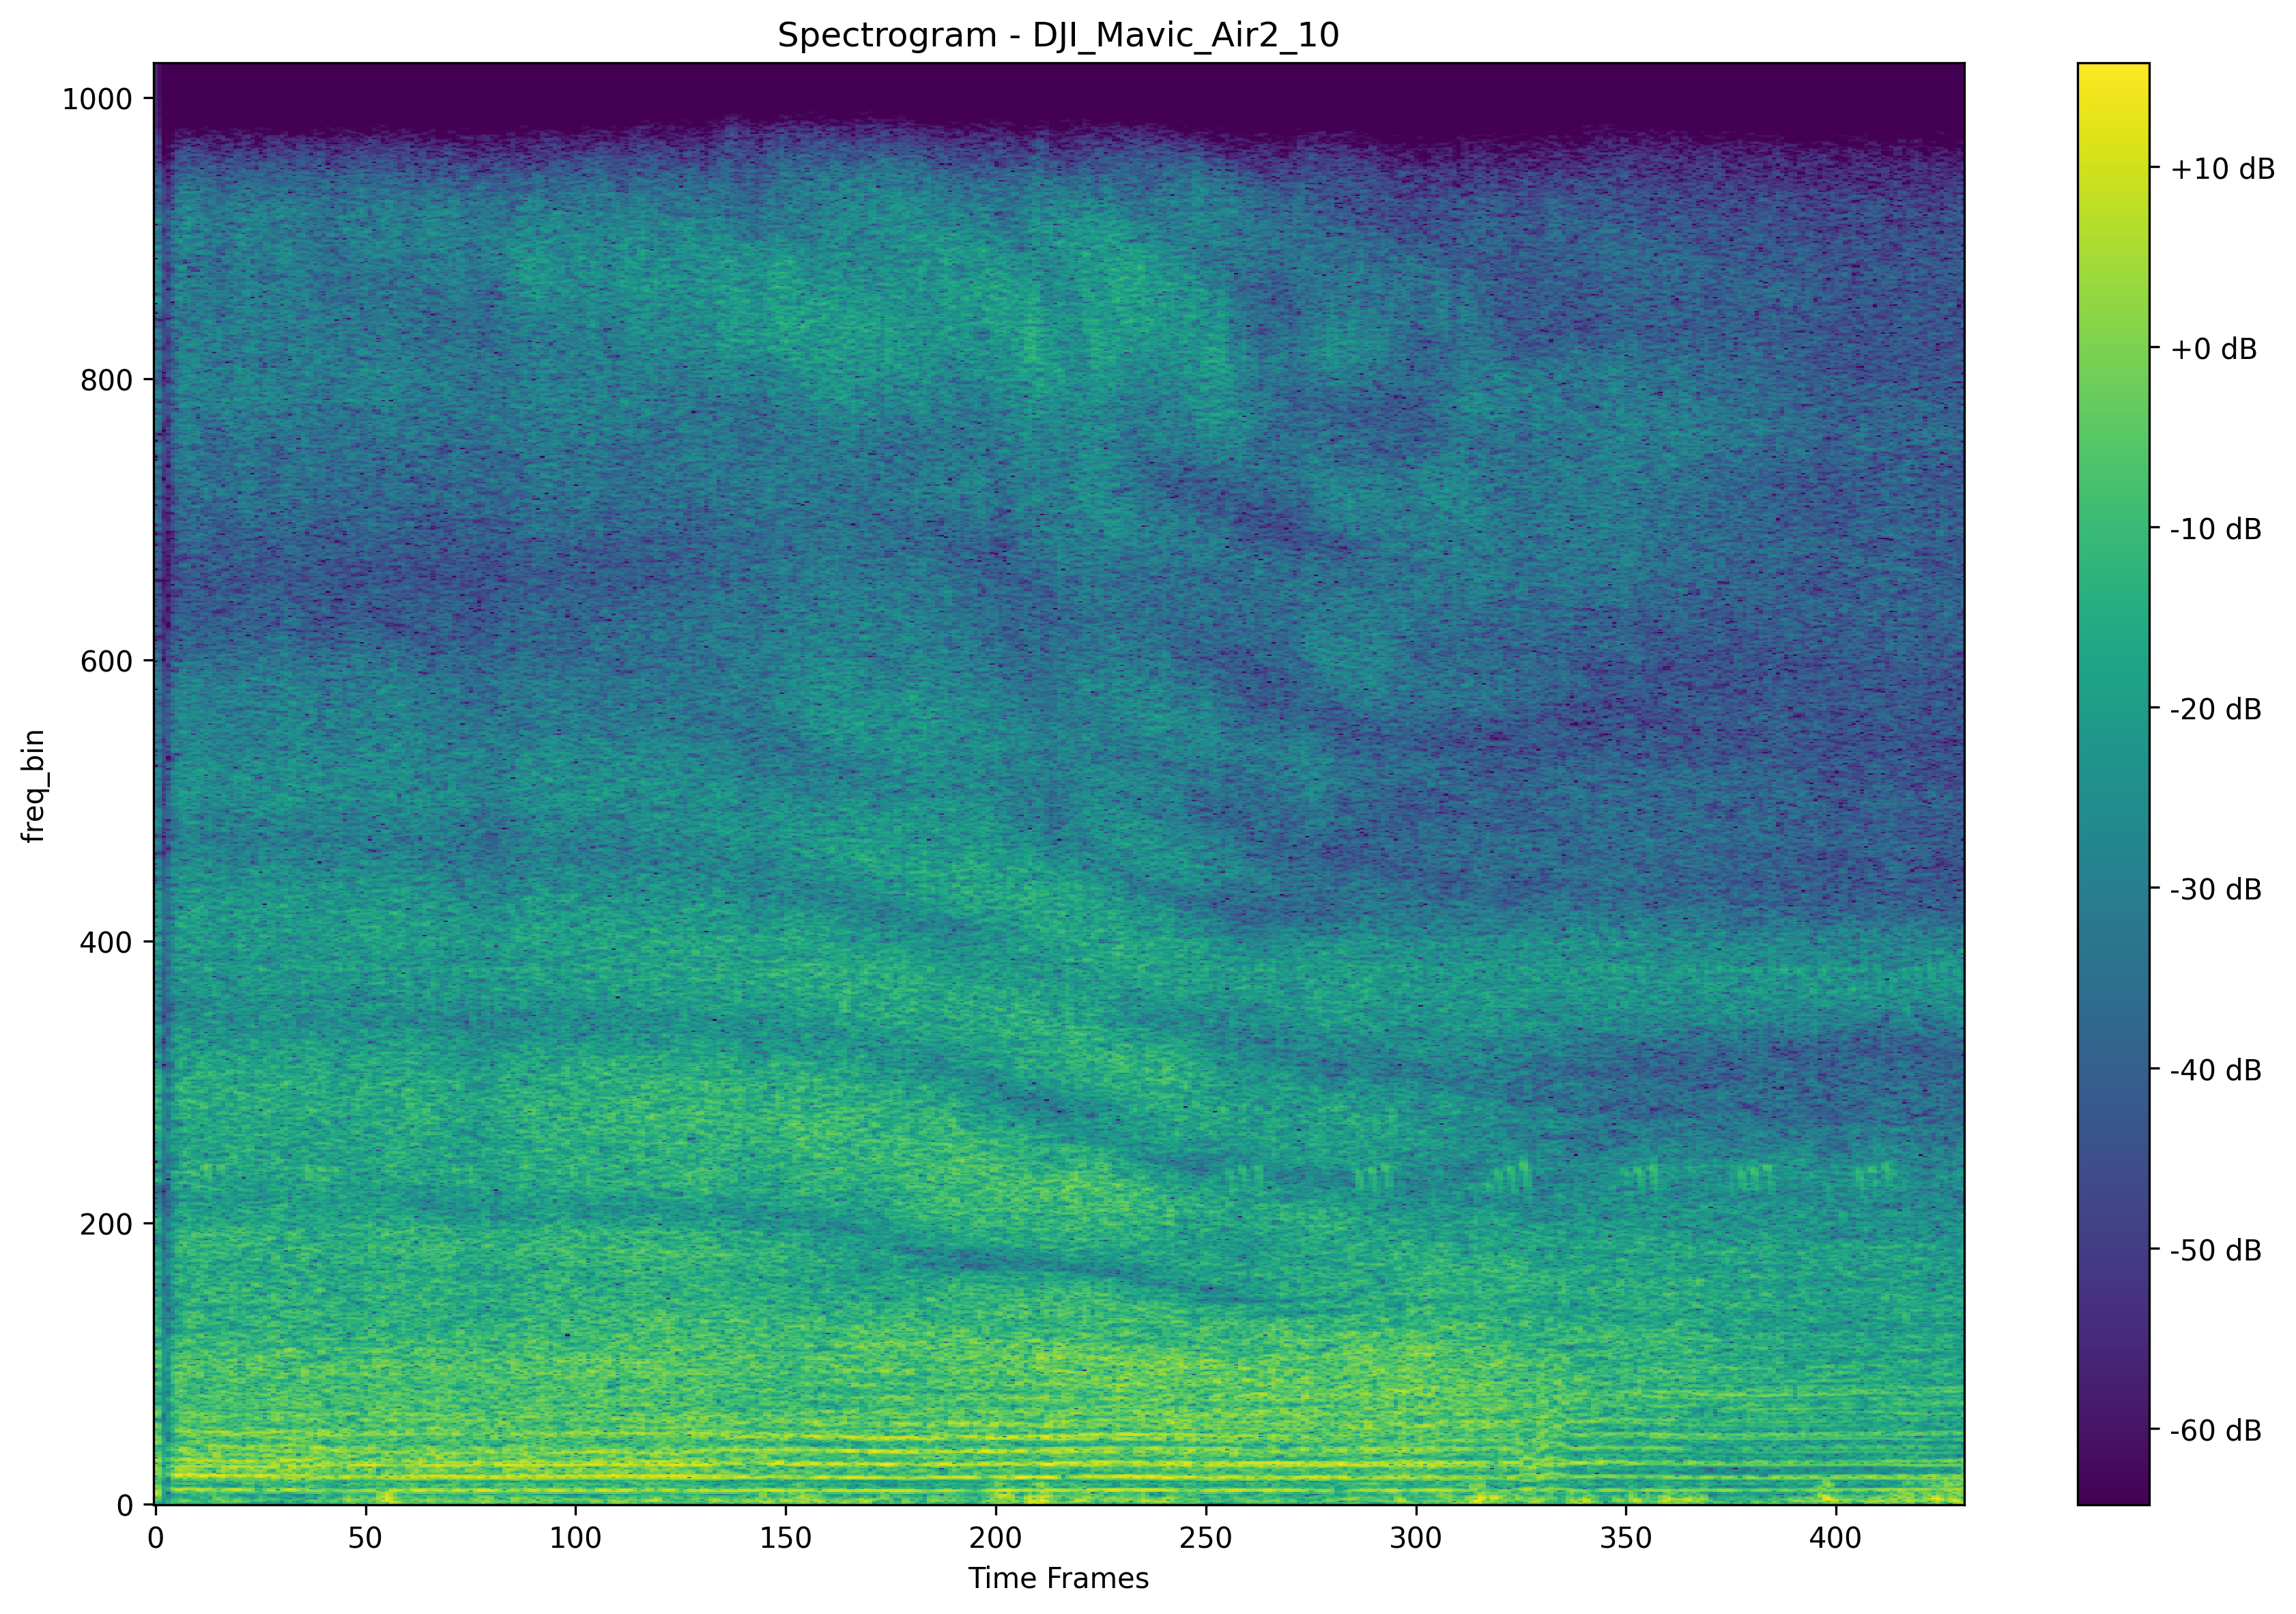 Spectrogram - DJI_Mavic_Air2_10
1000
800
600
400
200
0
freq_bin
0 50 100 150 200 250 300 350 400
Time Frames
+10 dB
+0 dB
-10 dB
-20 dB
-30 dB
-40 dB
-50 dB
-60 dB